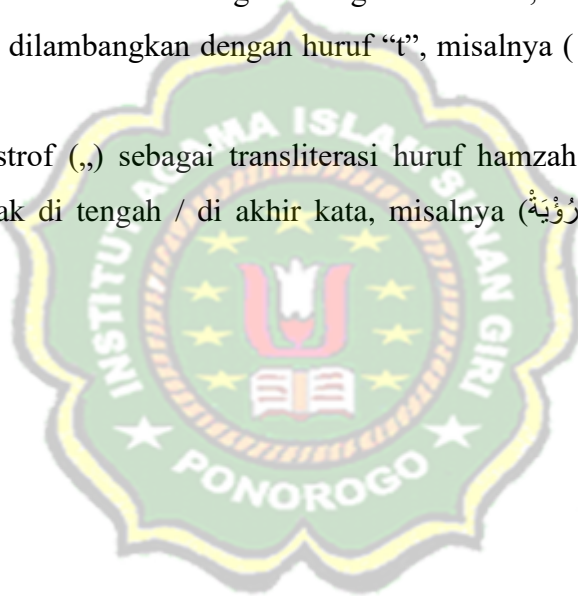 dilambangkan dengan huruf “t”, misalnya (
strof („) sebagai transliterasi huruf hamzah
ak di tengah / di akhir kata, misalnya (رُؤْيَةْ
INSTITUT AGAMA ISLAM SUNAN GIRI
PONOROGO